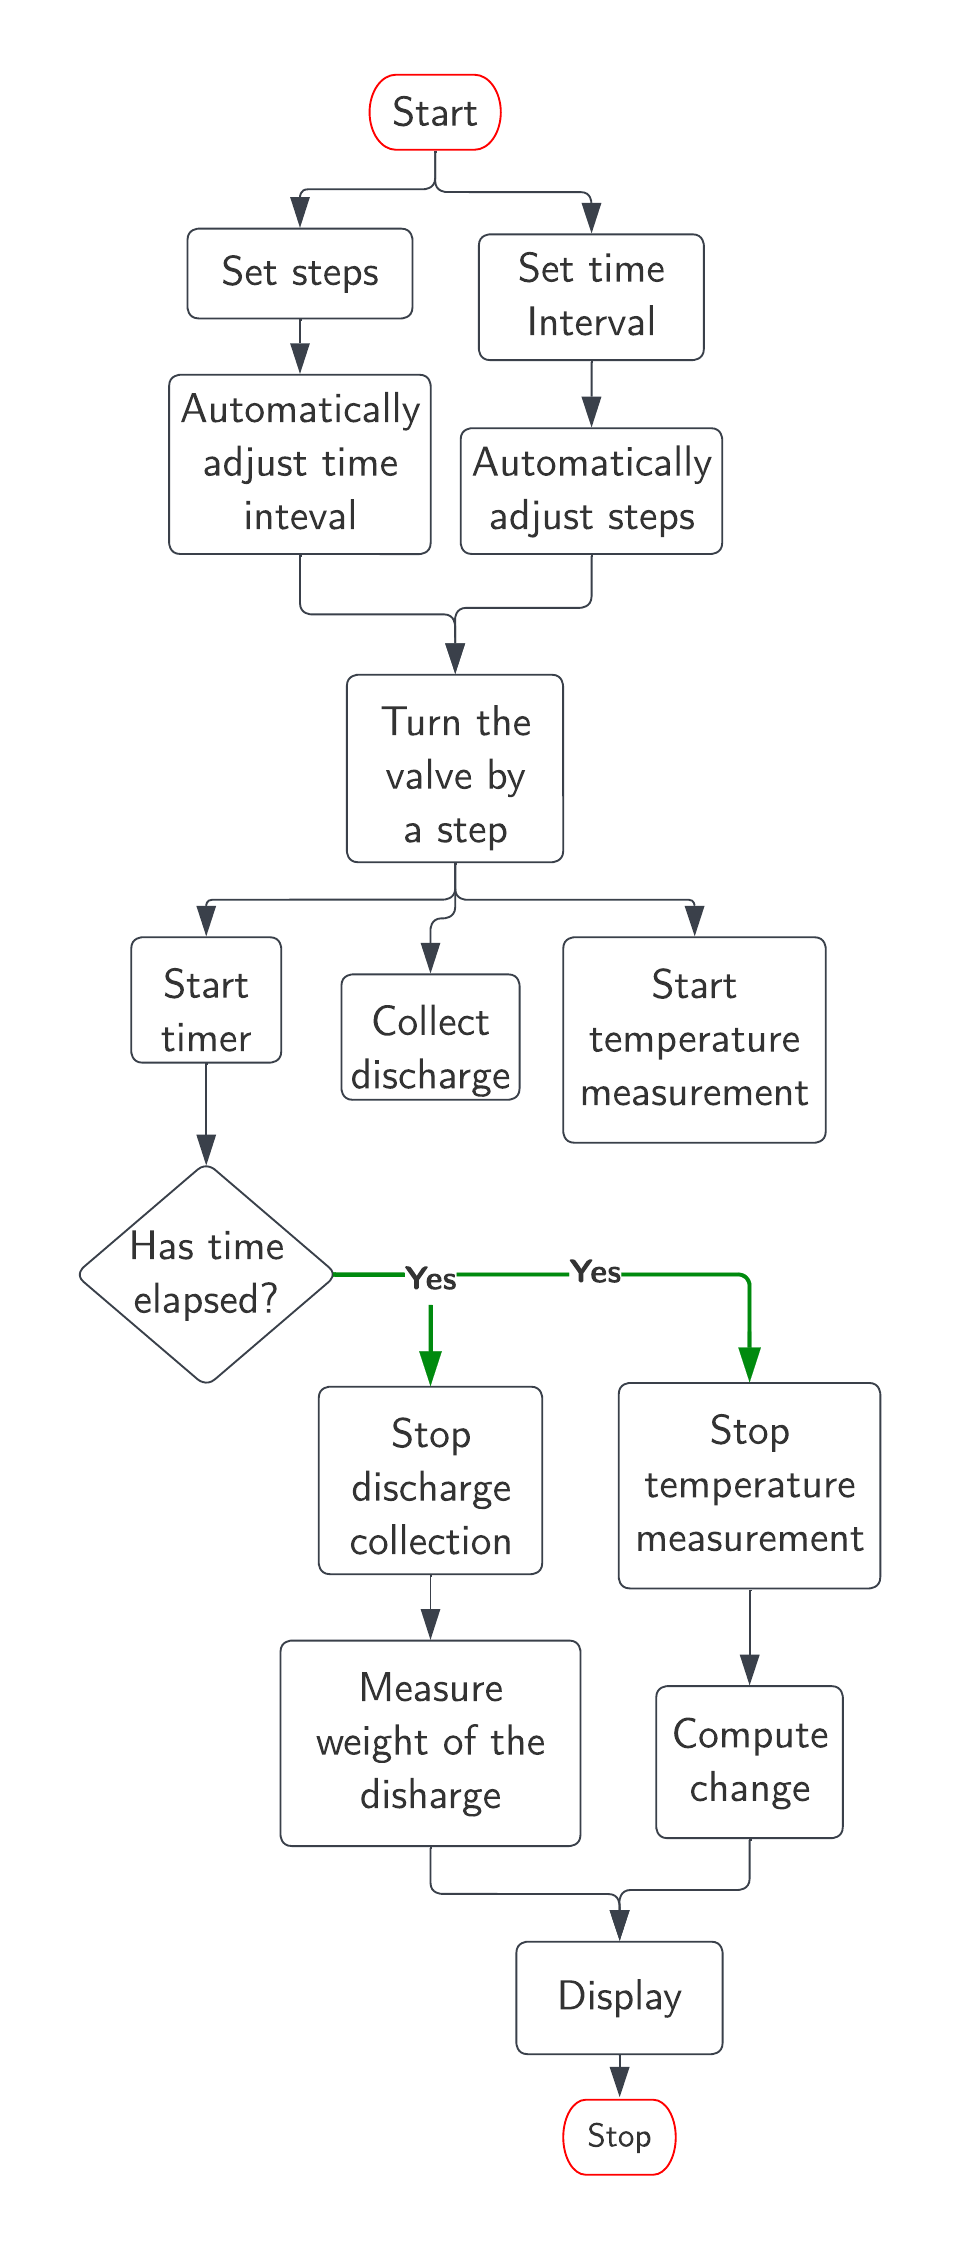 Start
Set steps
Set time
Interval
Automatically
adjust time
inteval
Automatically
adjust steps
Turn the
valve by
a step
Start
timer
Collect
discharge
Start
temperature
measurement
Has time
elapsed?
Yes
Yes
Stop
discharge
collection
Stop
temperature
measurement
Measure
weight of the
disharge
Compute
change
Display
Stop